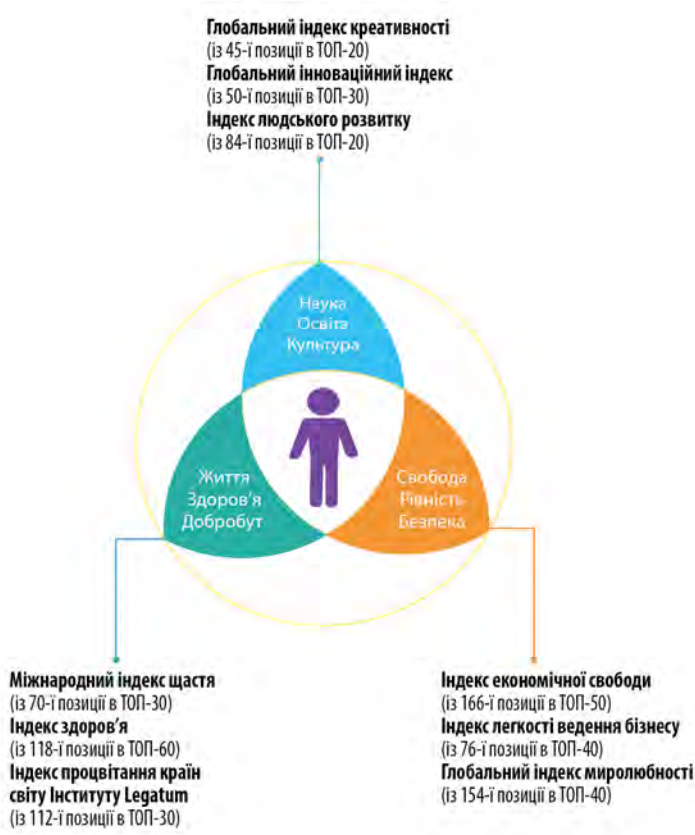 Глобальний індекс креативності
(із 45-ї позиції в ТОП-20)
Глобальний інноваційний індекс
(із 50-ї позиції в ТОП-30)
Індекс людського розвитку
(із 84-ї позиції в ТОП-20)
Наука
Освіта
Культура
Життя
Здоров'я
Добробут
Свобода
Рівність
Безпека
Міжнародний індекс щастя
(із 70-ї позиції в ТОП-30)
Індекс здоров'я
(із 118-ї позиції в ТОП-60)
Індекс процвітання країн
світу Інституту Legatum
(із 112-ї позиції в ТОП-30)
Індекс економічної свободи
(із 166-ї позиції в ТОП-50)
Індекс легкості ведення бізнесу
(із 76-ї позиції в ТОП-40)
Глобальний індекс миролюбності
(із 154-ї позиції в ТОП-40)